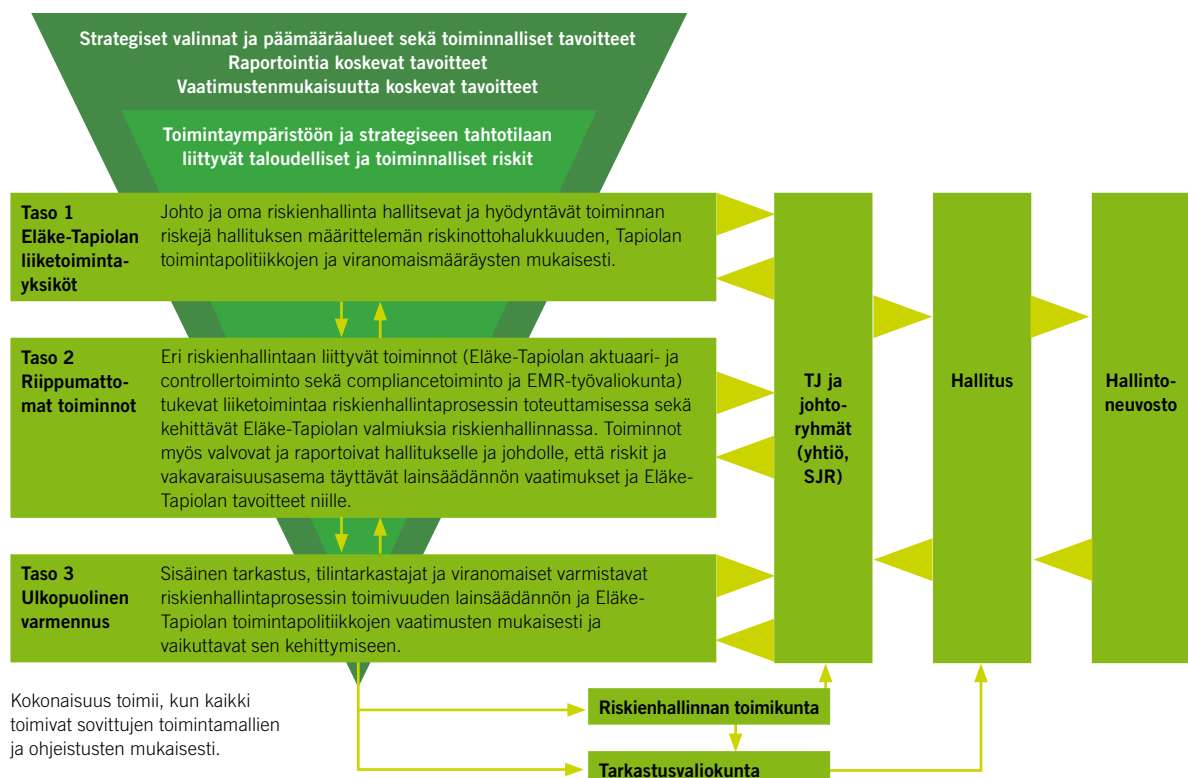 Strategiset valinnat ja päämääräalueet sekä toiminnalliset tavoitteet
Raportointia koskevat tavoitteet
Vaatimustenmukaisuutta koskevat tavoitteet
Toimintaympäristöön ja strategiseen tahtotilaan
liittyvät taloudelliset ja toiminnalliset riskit
Taso 1
Eläke-Tapiolan
liiketoiminta-
yksiköt
Johto ja oma riskienhallinta hallitsevat ja hyödyntävät toiminnan
riskejä hallituksen määrittelemän riskinottohalukkuuden, Tapiolan
toimintapolitiikkojen ja viranomaismääräysten mukaisesti.
Taso 2
Riippumatto-
mat toiminnot
Eri riskienhallintaan liittyvät toiminnot (Eläke-Tapiolan aktuaari- ja
controllertoiminto sekä compliancetoiminto ja EMR-työvaliokunta)
tukevat liiketoimintaa riskienhallintaprosessin toteuttamisessa sekä
kehittävät Eläke-Tapiolan valmiuksia riskienhallinnassa. Toiminnot
myös valvovat ja raportoivat hallitukselle ja johdolle, että riskit ja
vakavaraisuusasema täyttävät lainsäädännön vaatimukset ja Eläke-
Tapiolan tavoitteet niille.
Taso 3
Ulkopuolinen
varmennus
Sisäinen tarkastus, tilintarkastajat ja viranomaiset varmistavat
riskienhallintaprosessin toimivuuden lainsäädännön ja Eläke-
Tapiolan toimintapolitiikkojen vaatimusten mukaisesti ja
vaikuttavat sen kehittymiseen.
TJ ja
johto-
ryhmät
(yhtiö,
SJR)
Hallitus
Hallinto-
neuvosto
Kokonaisuus toimii, kun kaikki
toimivat sovittujen toimintamallien
ja ohjeistusten mukaisesti.
Riskienhallinnan toimikunta
Tarkastusvaliokunta